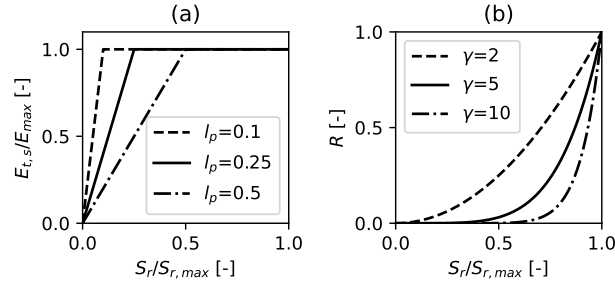 (a)
1.0
0.5
0.0
E_{t,s}/E_{max} [-]
l_p=0.1
l_p=0.25
l_p=0.5
0.0 0.5 1.0
S_r/S_{r,max} [-]
(b)
1.0
0.5
0.0
R [-]
γ=2
γ=5
γ=10
0.0 0.5 1.0
S_r/S_{r,max} [-]